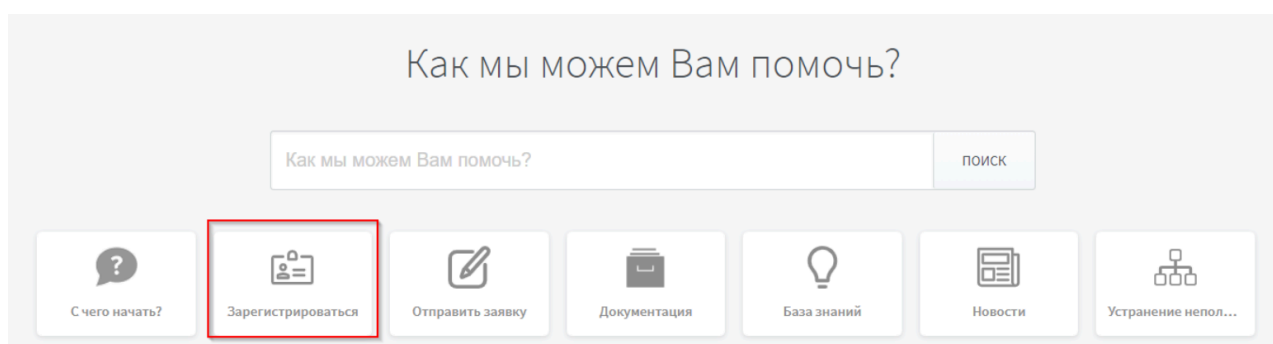 Как мы можем Вам помочь?
Как мы можем Вам помочь?
поиск
?
С чего начать?
Зарегистрироваться
Отправить заявку
Документация
База знаний
Новости
Устранение непол...